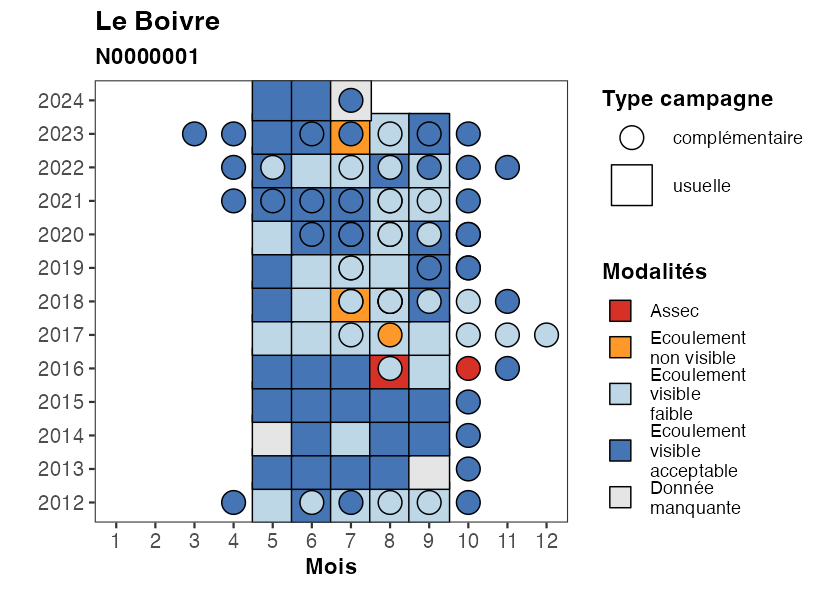 Le Boivre
N0000001
2024
2023
2022
2021
2020
2019
2018
2017
2016
2015
2014
2013
2012
1 2 3 4 5 6 7 8 9 10 11 12
Mois
Type campagne
complémentaire
usuelle
Modalités
Assec
Ecoulement
non visible
Ecoulement
visible
faible
Ecoulement
visible
acceptable
Donnée
manquante